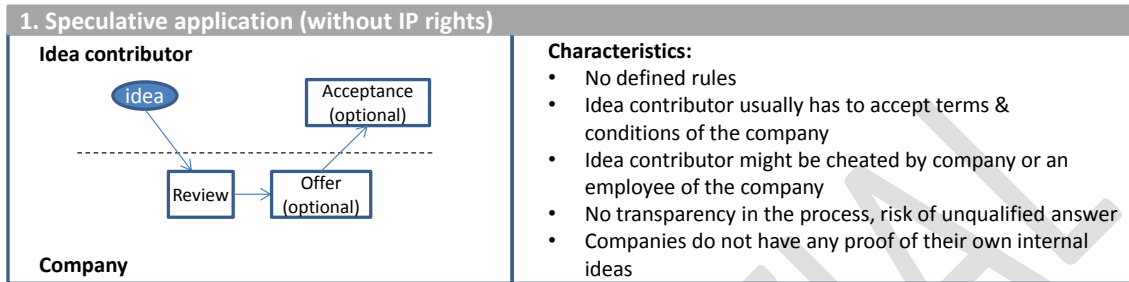 1. Speculative application (without IP rights)
Idea contributor
idea
Acceptance
(optional)
Review
Offer
(optional)
Company
Characteristics:
• No defined rules
• Idea contributor usually has to accept terms &
conditions of the company
• Idea contributor might be cheated by company or an
employee of the company
• No transparency in the process, risk of unqualified answer
• Companies do not have any proof of their own internal
ideas